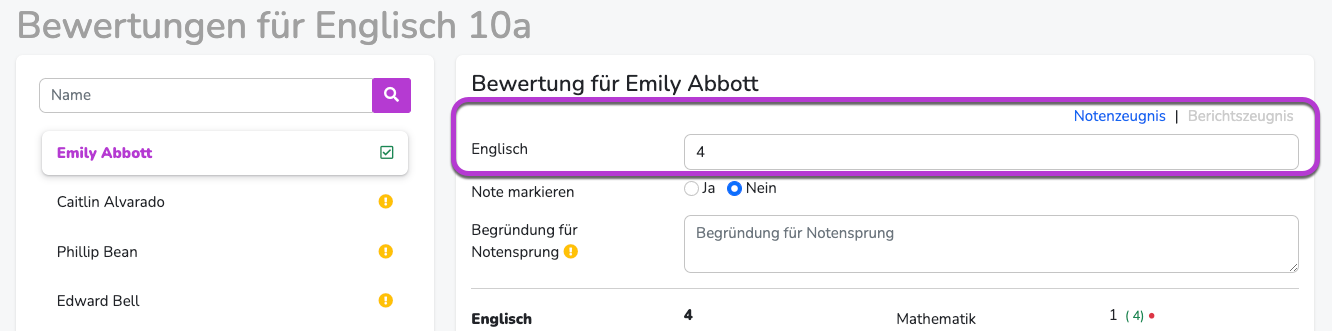 Bewertungen für Englisch 10a
Name
Emily Abbott
Caitlin Alvarado
Phillip Bean
Edward Bell
Bewertung für Emily Abbott
Notenzeugnis | Berichtszeugnis
Englisch 4
Note markieren Ja Nein
Begründung für
Notensprung
Begründung für Notensprung
Englisch 4 Mathematik 1 ( 4)